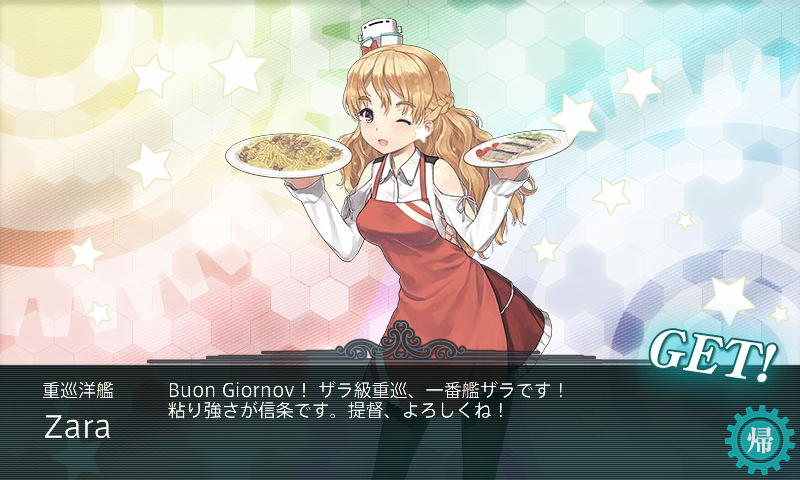 GET!
重巡洋艦
Zara
Buon Giornov！ ザラ級重巡、一番艦ザラです！
粘り強さが信条です。提督、よろしくね！
帰